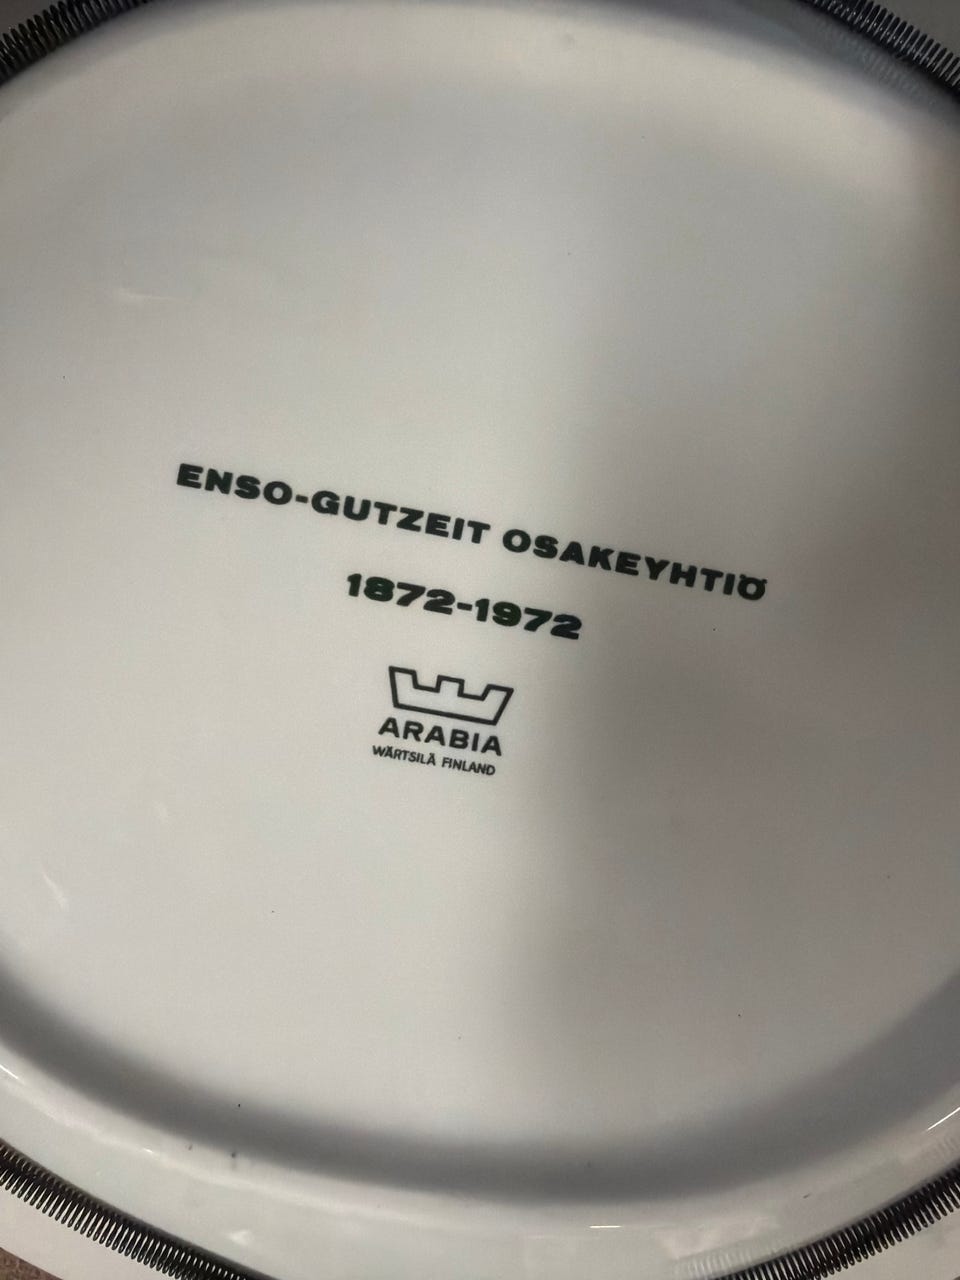 ENSO-GUTZEIT OSAKEYHTIÖ
1872-1972
ARABIA
WÄRTSILÄ FINLAND